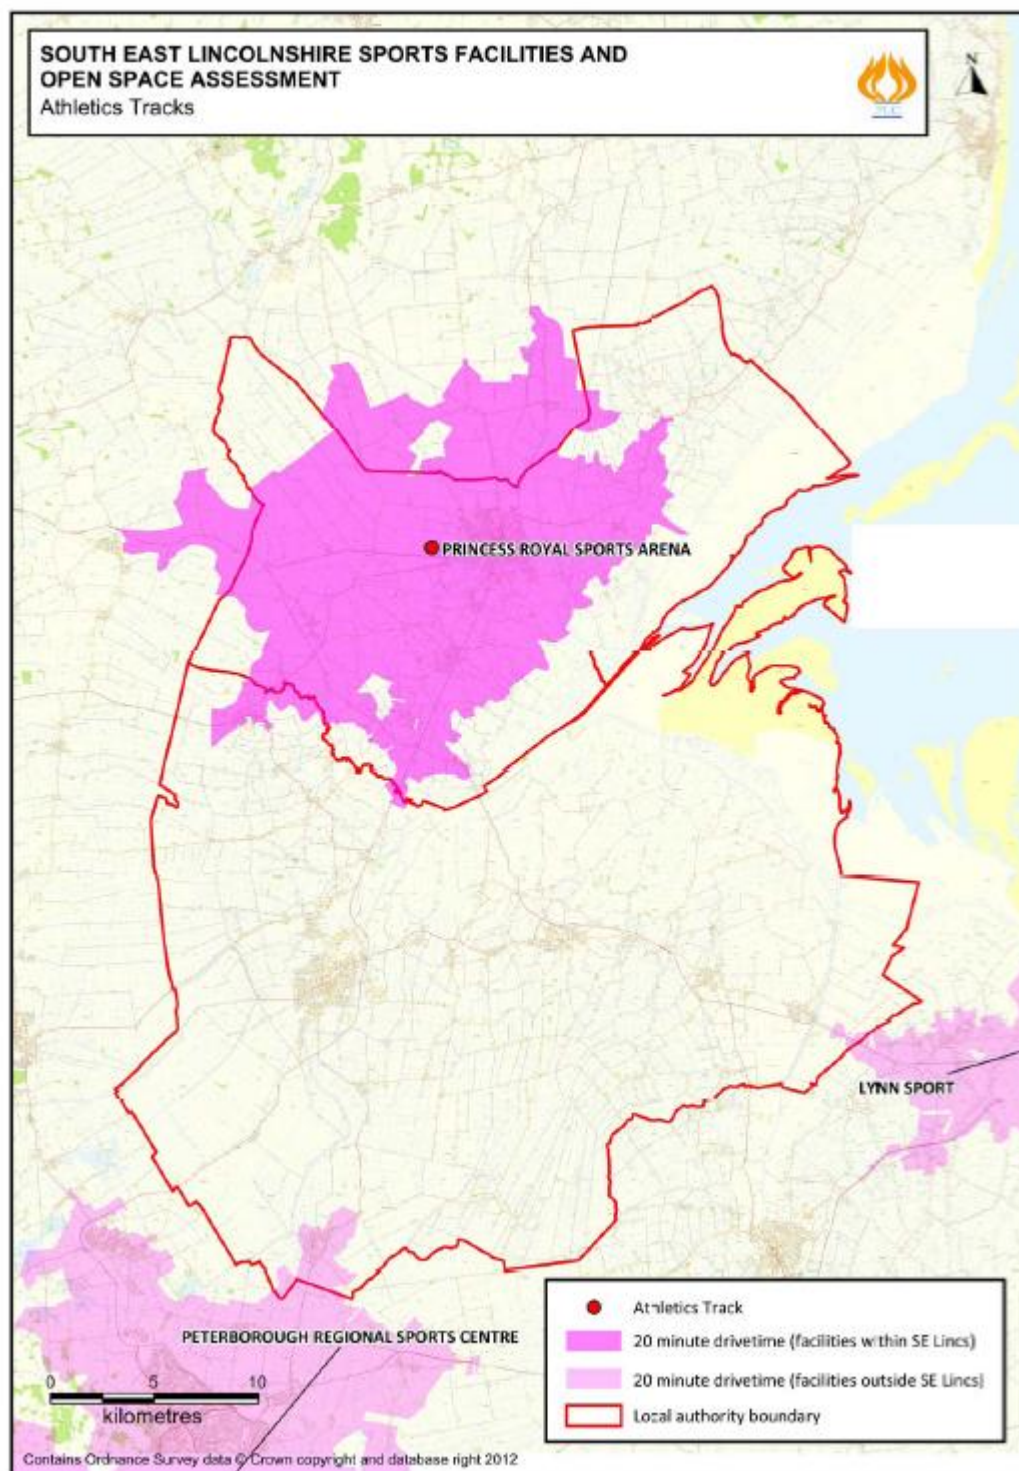 SOUTH EAST LINCOLNSHIRE SPORTS FACILITIES AND
OPEN SPACE ASSESSMENT
Athletics Tracks
N
PRINCESS ROYAL SPORTS ARENA
LYNN SPORT
PETERBOROUGH REGIONAL SPORTS CENTRE
Athletics Track
20 minute drivetime (facilities within SE Lincs)
20 minute drivetime (facilities outside SE Lincs)
Local authority boundary
0 5 10
kilometres
Contains Ordnance Survey data © Crown copyright and database right 2012